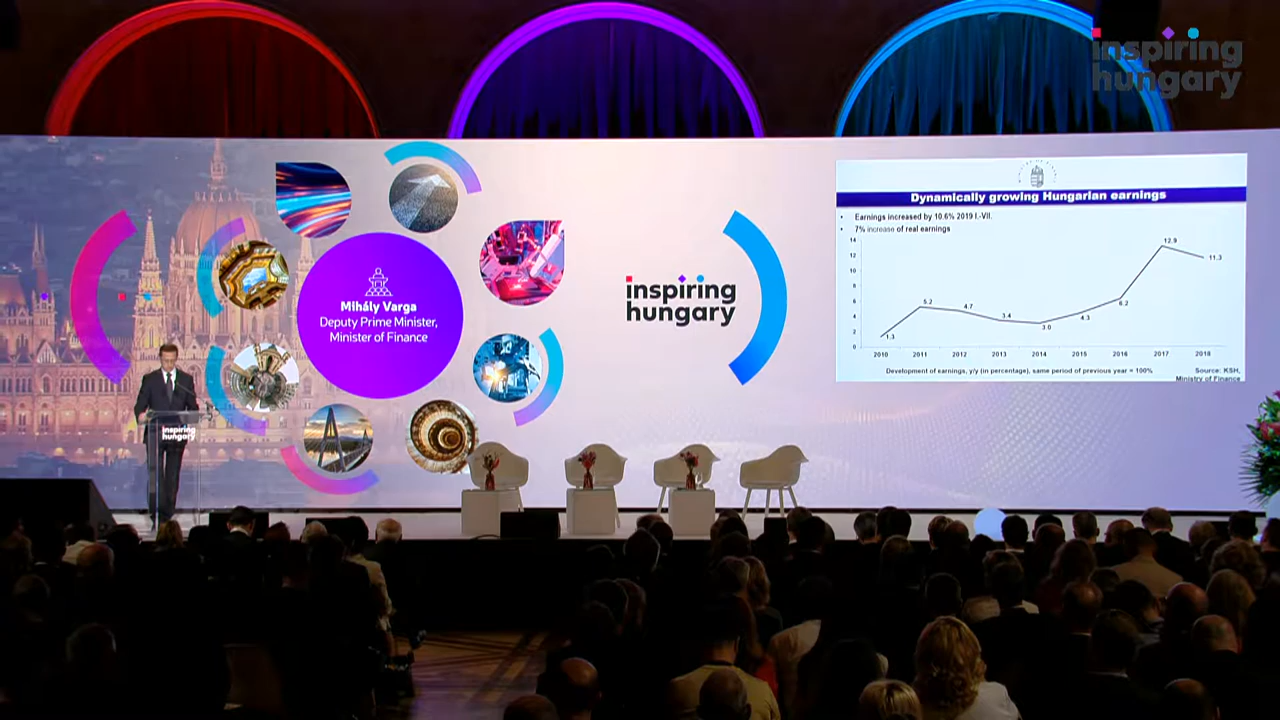 inspiring
hungary
Mihály Varga
Deputy Prime Minister,
Minister of Finance
inspiring
hungary
inspiring
hungary
Dynamically growing Hungarian earnings
• Earnings increased by 10.6% 2019 I.-VII.
• 7% increase of real earnings
14
12
10
8
6
4
2
0
1.3
5.2
4.7
3.4
3.0
4.3
6.2
12.9
11.3
2010 2011 2012 2013 2014 2015 2016 2017 2018
Development of earnings, y/y (in percentage), same period of previous year = 100%
Source: KSH,
Ministry of Finance